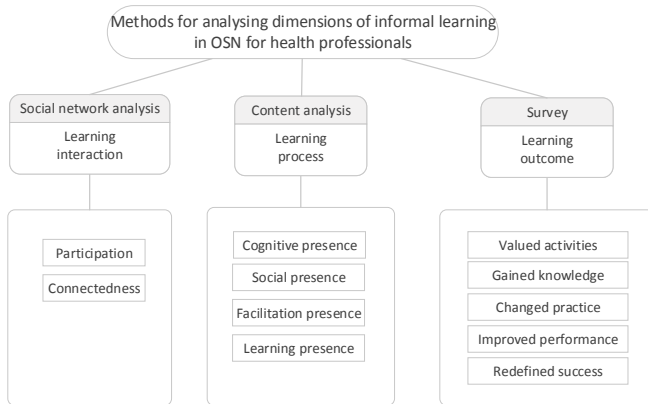 Methods for analysing dimensions of informal learning
in OSN for health professionals
Social network analysis
Learning
interaction
Participation
Connectedness
Content analysis
Learning
process
Cognitive presence
Social presence
Facilitation presence
Learning presence
Survey
Learning
outcome
Valued activities
Gained knowledge
Changed practice
Improved performance
Redefined success